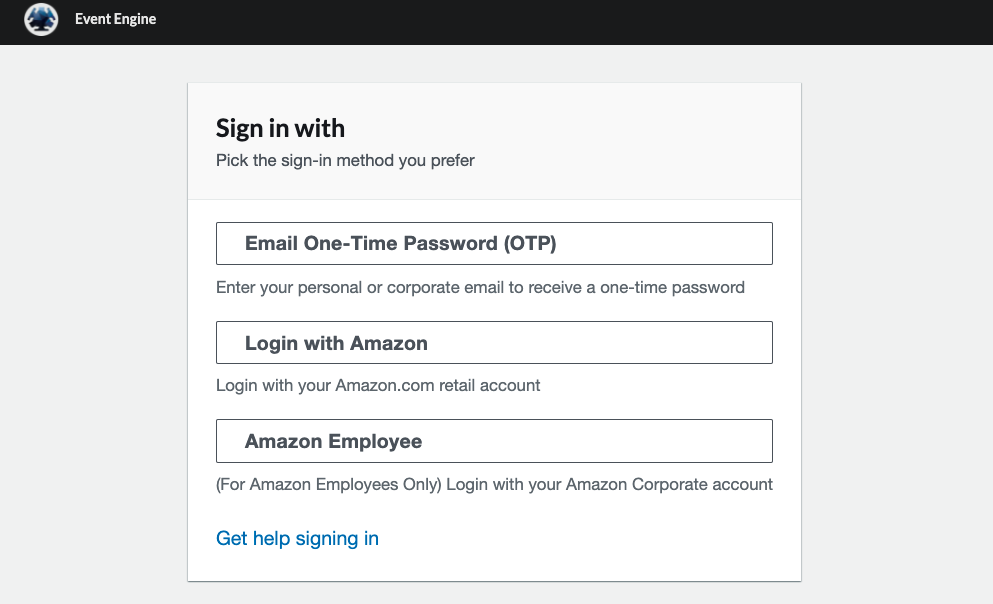 Event Engine
Sign in with
Pick the sign-in method you prefer
Email One-Time Password (OTP)
Enter your personal or corporate email to receive a one-time password
Login with Amazon
Login with your Amazon.com retail account
Amazon Employee
(For Amazon Employees Only) Login with your Amazon Corporate account
Get help signing in